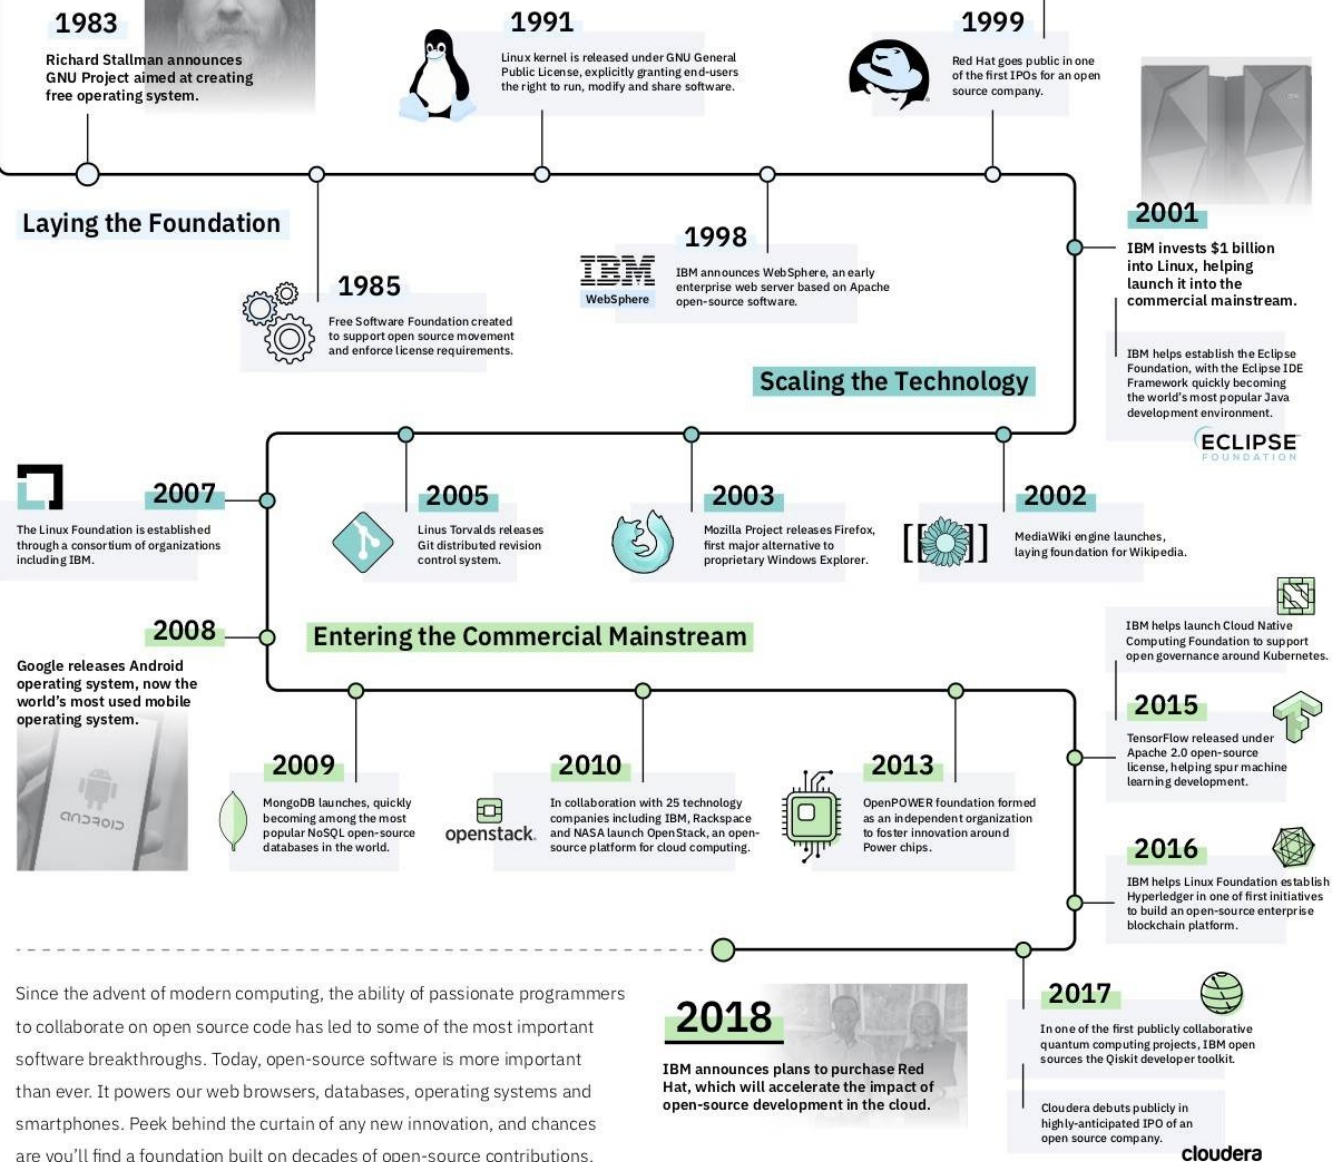 1983
Richard Stallman announces
GNU Project aimed at creating
free operating system.
1991
Linux kernel is released under GNU General
Public License, explicitly granting end-users
the right to run, modify and share software.
1999
Red Hat goes public in one
of the first IPOs for an open
source company.
Laying the Foundation
1985
Free Software Foundation created
to support open source movement
and enforce license requirements.
IBM
WebSphere
1998
IBM announces WebSphere, an early
enterprise web server based on Apache
open-source software.
2001
IBM invests $1 billion
into Linux, helping
launch it into the
commercial mainstream.
IBM helps establish the Eclipse
Foundation, with the Eclipse IDE
Framework quickly becoming
the world's most popular Java
development environment.
ECLIPSE
FOUNDATION
Scaling the Technology
2002
MediaWiki engine launches,
laying foundation for Wikipedia.
[[ ]]
2003
Mozilla Project releases Firefox,
first major alternative to
proprietary Windows Explorer.
2005
Linus Torvalds releases
Git distributed revision
control system.
2007
The Linux Foundation is established
through a consortium of organizations
including IBM.
2008
Google releases Android
operating system, now the
world's most used mobile
operating system.
ANDROID
Entering the Commercial Mainstream
2009
MongoDB launches, quickly
becoming among the most
popular NoSQL open-source
databases in the world.
openstack.
2010
In collaboration with 25 technology
companies including IBM, Rackspace
and NASA launch OpenStack, an open-
source platform for cloud computing.
2013
OpenPOWER foundation formed
as an independent organization
to foster innovation around
Power chips.
IBM helps launch Cloud Native
Computing Foundation to support
open governance around Kubernetes.
2015
TensorFlow released under
Apache 2.0 open-source
license, helping spur machine
learning development.
2016
IBM helps Linux Foundation establish
Hyperledger in one of first initiatives
to build an open-source enterprise
blockchain platform.
2017
In one of the first publicly collaborative
quantum computing projects, IBM open
sources the Qiskit developer toolkit.
Cloudera debuts publicly in
highly-anticipated IPO of an
open source company.
cloudera
2018
IBM announces plans to purchase Red
Hat, which will accelerate the impact of
open-source development in the cloud.
Since the advent of modern computing, the ability of passionate programmers
to collaborate on open source code has led to some of the most important
software breakthroughs. Today, open-source software is more important
than ever. It powers our web browsers, databases, operating systems and
smartphones. Peek behind the curtain of any new innovation, and chances
are you'll find a foundation built on decades of open-source contributions.